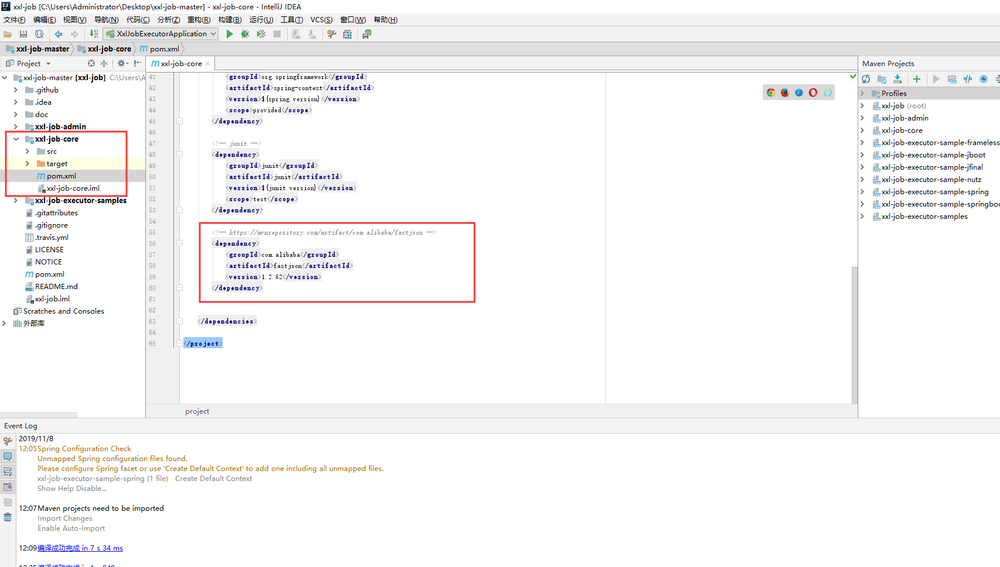 xxl-job [C:\Users\Administrator\Desktop\xxl-job-master] - xxl-job-core - IntelliJ IDEA
文件(F) 编辑(E) 视图(V) 导航(N) 代码(C) 分析(Z) 重构(R) 构建(B) 运行(U) 工具(T) VCS(S) 窗口(W) 帮助(H)
XxlJobExecutorApplication
xxl-job-master xxl-job-core pom.xml
Project
xxl-job-master [xxl-job] C:\Users\A
.github
.idea
doc
xxl-job-admin
xxl-job-core
src
target
pom.xml
xxl-job-core.iml
xxl-job-executor-samples
.gitattributes
.gitignore
.travis.yml
LICENSE
NOTICE
pom.xml
README.md
xxl-job.iml
Scratches and Consoles
外部库
xxl-job-core
41 <groupId>org.springframework</groupId>
42 <artifactId>spring-context</artifactId>
43 <version>${spring.version}</version>
44 <scope>provided</scope>
45 </dependency>
46
47 <!-- junit -->
48 <dependency>
49 <groupId>junit</groupId>
50 <artifactId>junit</artifactId>
51 <version>${junit.version}</version>
52 <scope>test</scope>
53 </dependency>
54
55 <!-- https://mvnrepository.com/artifact/com.alibaba/fastjson -->
56 <dependency>
57 <groupId>com.alibaba</groupId>
58 <artifactId>fastjson</artifactId>
59 <version>1.2.62</version>
60 </dependency>
61
62
63 </dependencies>
64
65 </project>
project
Maven Projects
Profiles
xxl-job (root)
xxl-job-admin
xxl-job-core
xxl-job-executor-sample-frameless
xxl-job-executor-sample-jboot
xxl-job-executor-sample-jfinal
xxl-job-executor-sample-nutz
xxl-job-executor-sample-spring
xxl-job-executor-sample-springboo
xxl-job-executor-samples
Event Log
2019/11/8
12:05 Spring Configuration Check
Unmapped Spring configuration files found.
Please configure Spring facet or use 'Create Default Context' to add one including all unmapped files.
xxl-job-executor-sample-spring (1 file) Create Default Context
Show Help Disable...
12:07 Maven projects need to be imported
Import Changes
Enable Auto-Import
12:09 编译成功完成 in 7 s 34 ms